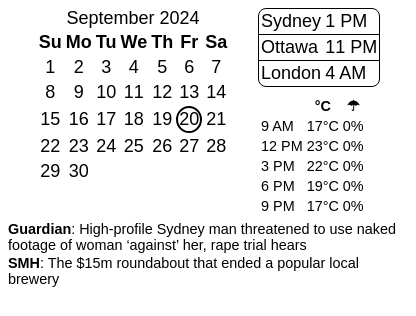 September 2024
Su Mo Tu We Th Fr Sa
1 2 3 4 5 6 7
8 9 10 11 12 13 14
15 16 17 18 19 20 21
22 23 24 25 26 27 28
29 30
Sydney 1 PM
Ottawa 11 PM
London 4 AM
°C ☂
9 AM 17°C 0%
12 PM 23°C 0%
3 PM 22°C 0%
6 PM 19°C 0%
9 PM 17°C 0%
Guardian: High-profile Sydney man threatened to use naked
footage of woman ‘against’ her, rape trial hears
SMH: The $15m roundabout that ended a popular local
brewery